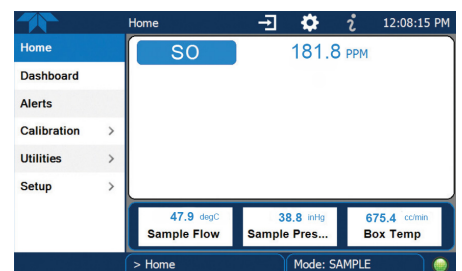 Home
12:08:15 PM
Home
Dashboard
Alerts
Calibration >
Utilities >
Setup >
SO 181.8 PPM
47.9 degC
Sample Flow
38.8 inHg
Sample Pres...
675.4 cc/min
Box Temp
> Home
Mode: SAMPLE